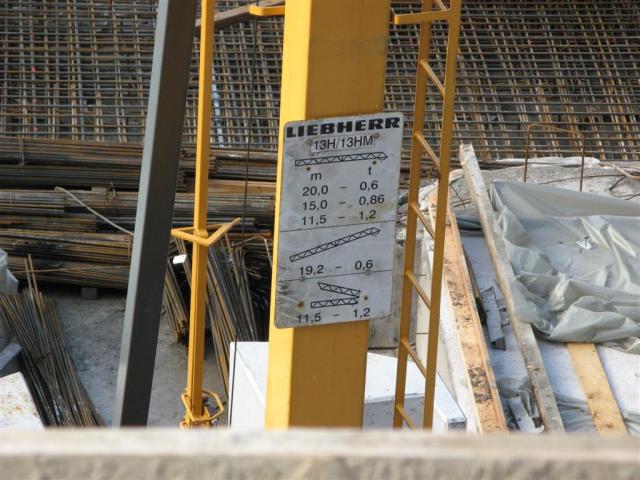 LIEBHERR
13H/13HM
m t
20,0 - 0,6
15,0 - 0,86
11,5 - 1,2
19,2 - 0,6
11,5 - 1,2